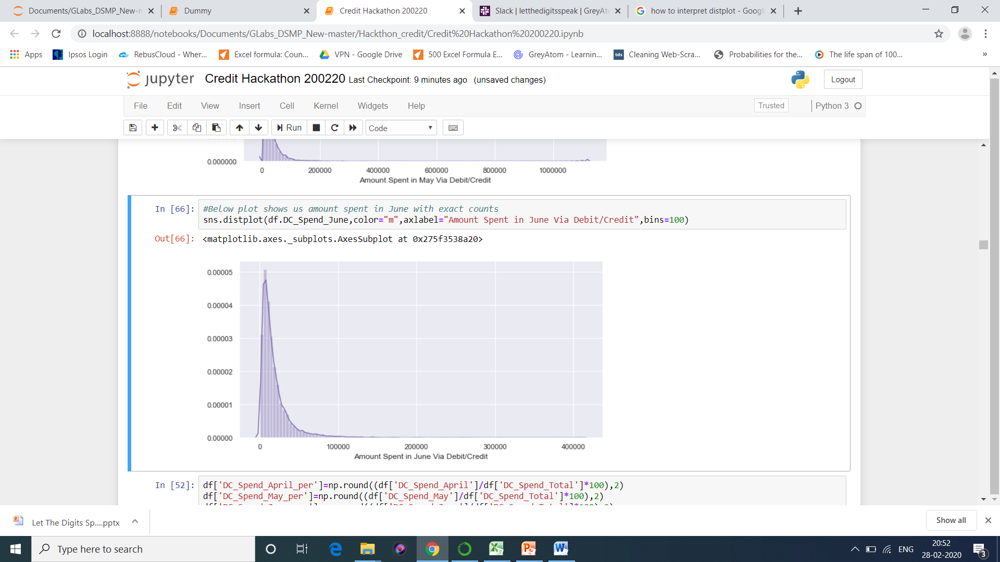 Documents/GLabs_DSMP_New-m
Dummy
Credit Hackathon 200220
Slack | letthedigitsspeak | GreyAt
how to interpret distplot - Googl
localhost:8888/notebooks/Documents/GLabs_DSMP_New-master/Hackthon_credit/Credit%20Hackathon%20200220.ipynb
Apps
Ipsos Login
RebusCloud - Wher...
Excel formula: Coun...
VPN - Google Drive
500 Excel Formula E...
GreyAtom - Learnin...
tds
Cleaning Web-Scra...
Probabilities for the...
The life span of 100...
»
jupyter Credit Hackathon 200220 Last Checkpoint: 9 minutes ago (unsaved changes)
Logout
File Edit View Insert Cell Kernel Widgets Help
Trusted
Python 3
Run
Code
0.000000
0 200000 400000 600000 800000 1000000
Amount Spent in May Via Debit/Credit
In [66]: #Below plot shows us amount spent in June with exact counts
sns.distplot(df.DC_Spend_June,color="m",axlabel="Amount Spent in June Via Debit/Credit",bins=100)
Out[66]: <matplotlib.axes._subplots.AxesSubplot at 0x275f3538a20>
0.00005
0.00004
0.00003
0.00002
0.00001
0.00000
0 100000 200000 300000 400000
Amount Spent in June Via Debit/Credit
In [52]: df['DC_Spend_April_per']=np.round((df['DC_Spend_April']/df['DC_Spend_Total']*100),2)
df['DC_Spend_May_per']=np.round((df['DC_Spend_May']/df['DC_Spend_Total']*100),2)
Let The Digits Sp....pptx
Show all
Type here to search
ENG
20:52
28-02-2020
3